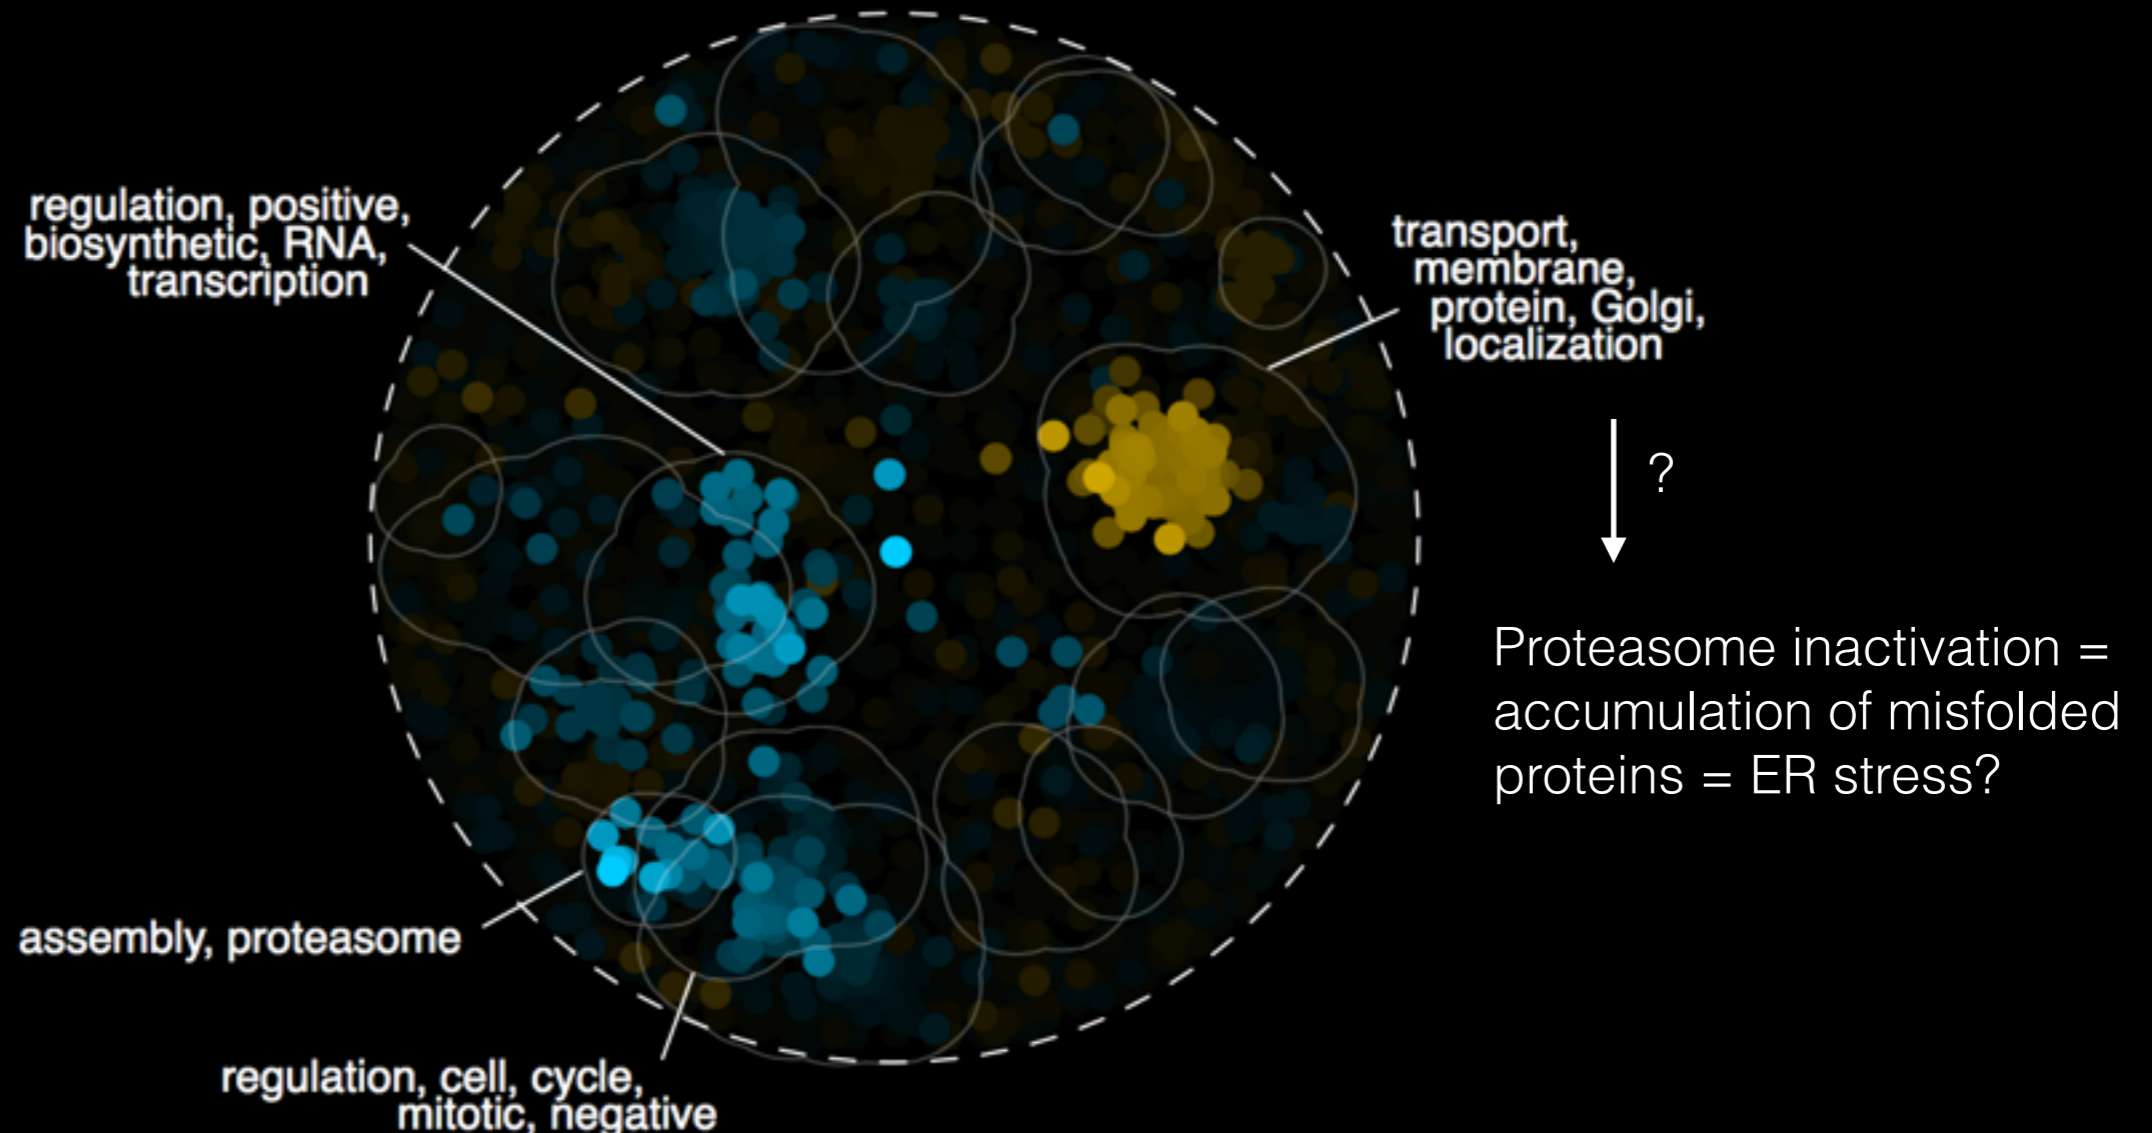 regulation, positive,
biosynthetic, RNA,
transcription
transport,
membrane,
protein, Golgi,
localization
?
Proteasome inactivation =
accumulation of misfolded
proteins = ER stress?
assembly, proteasome
regulation, cell, cycle,
mitotic, negative